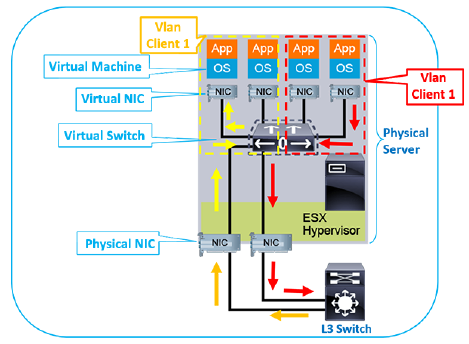 Vlan
Client 1
App
App
App
App
Virtual Machine
OS
OS
OS
OS
Vlan
Client 1
Virtual NIC
NIC
NIC
NIC
NIC
Virtual Switch
Physical
Server
ESX
Hypervisor
Physical NIC
NIC
NIC
L3 Switch